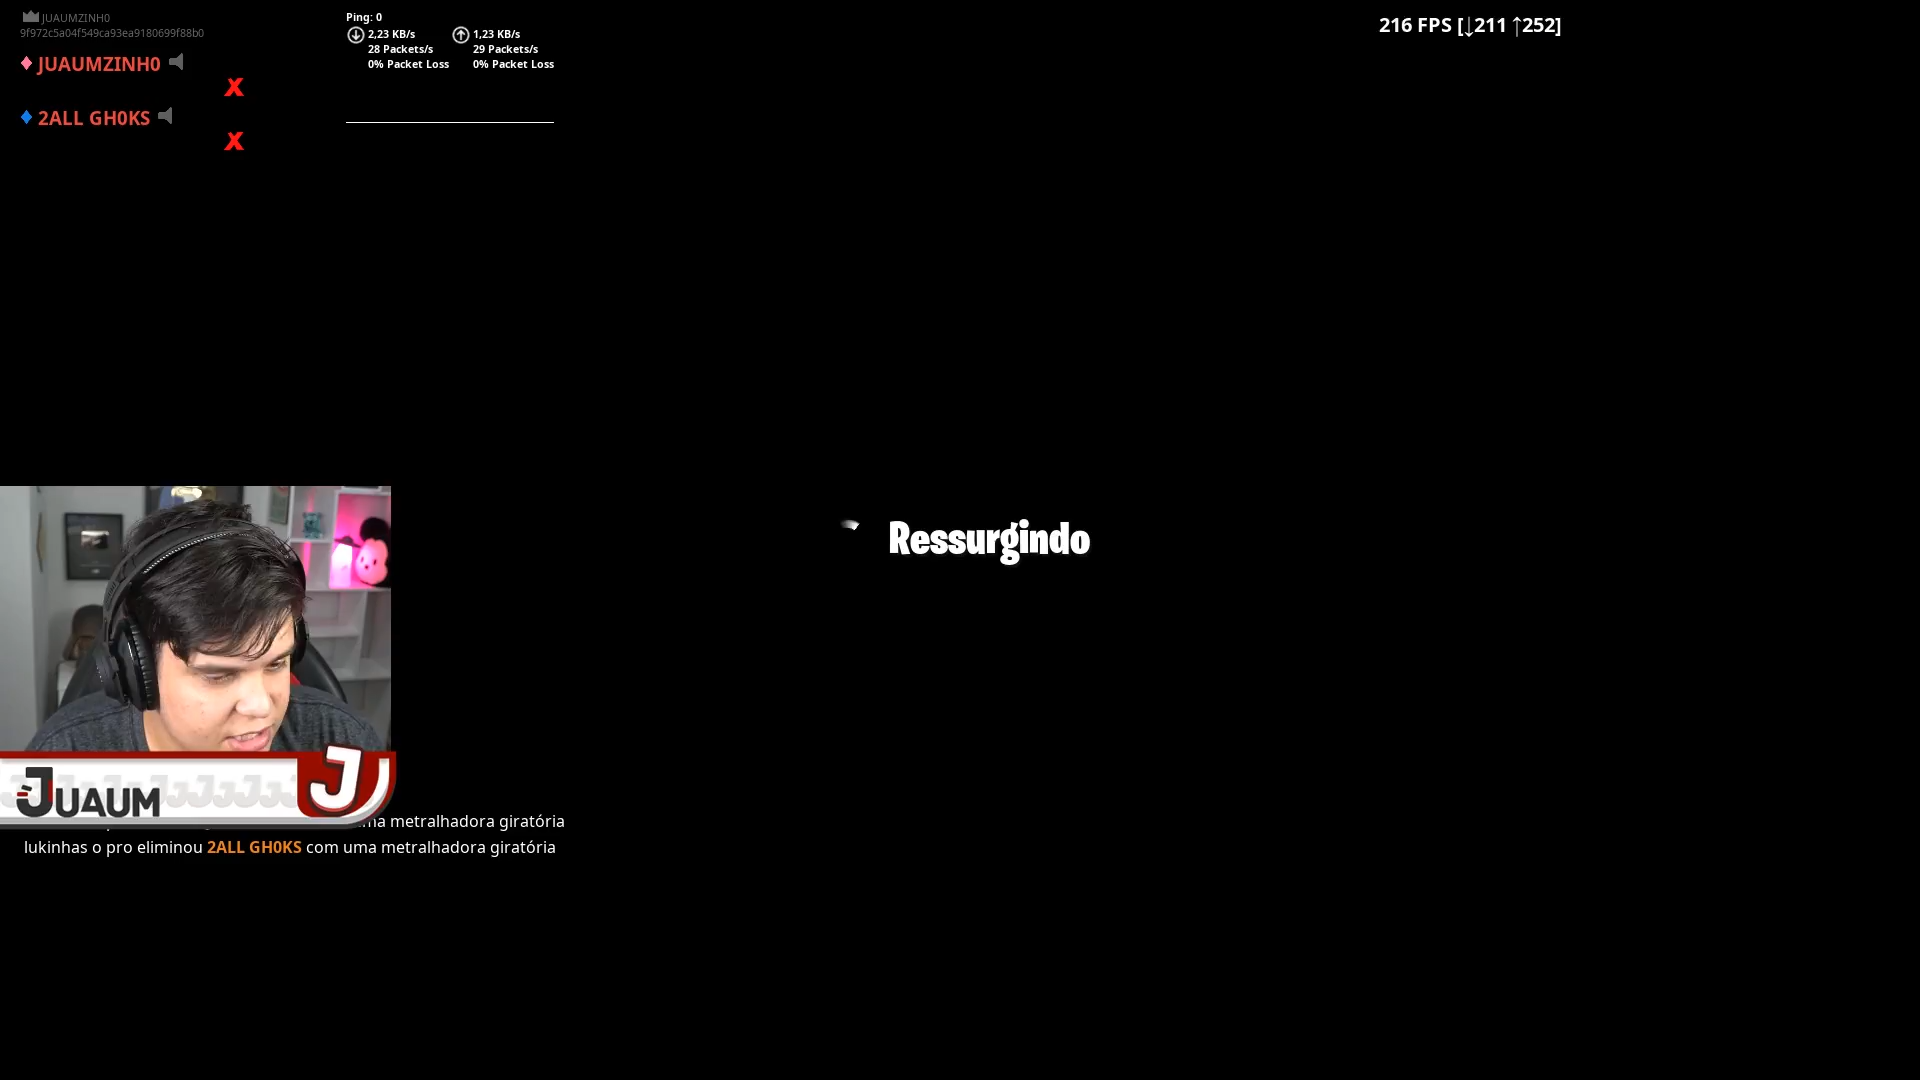 JUAUMZINH0
9f972c5a04f549ca93ea9180699f88b0
JUAUMZINH0
X
2ALL GH0KS
X
Ping: 0
2,23 KB/s
1,23 KB/s
28 Packets/s
29 Packets/s
0% Packet Loss
0% Packet Loss
216 FPS [↓211 ↑252]
Ressurgindo
JUAUM
J
metralhadora giratória
lukinhas o pro eliminou 2ALL GH0KS com uma metralhadora giratória